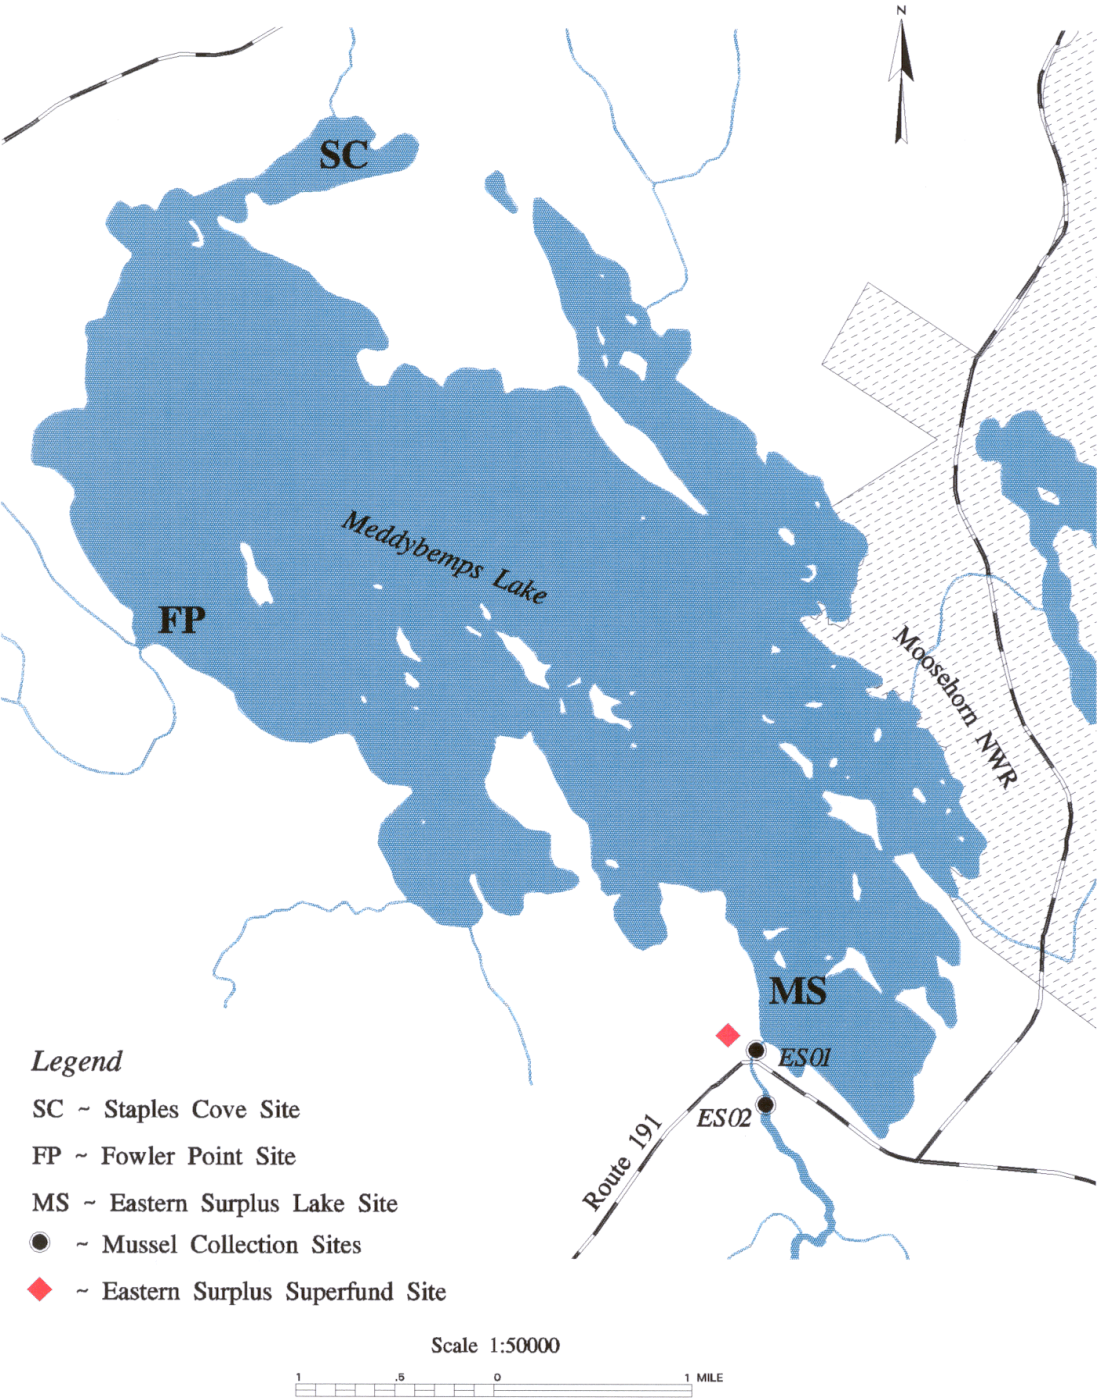 N
SC
Meddybemps Lake
FP
Moosehorn NWR
MS
ES01
ES02
Route 191
Legend
SC ~ Staples Cove Site
FP ~ Fowler Point Site
MS ~ Eastern Surplus Lake Site
~ Mussel Collection Sites
~ Eastern Surplus Superfund Site
Scale 1:50000
1 .5 0 1 MILE